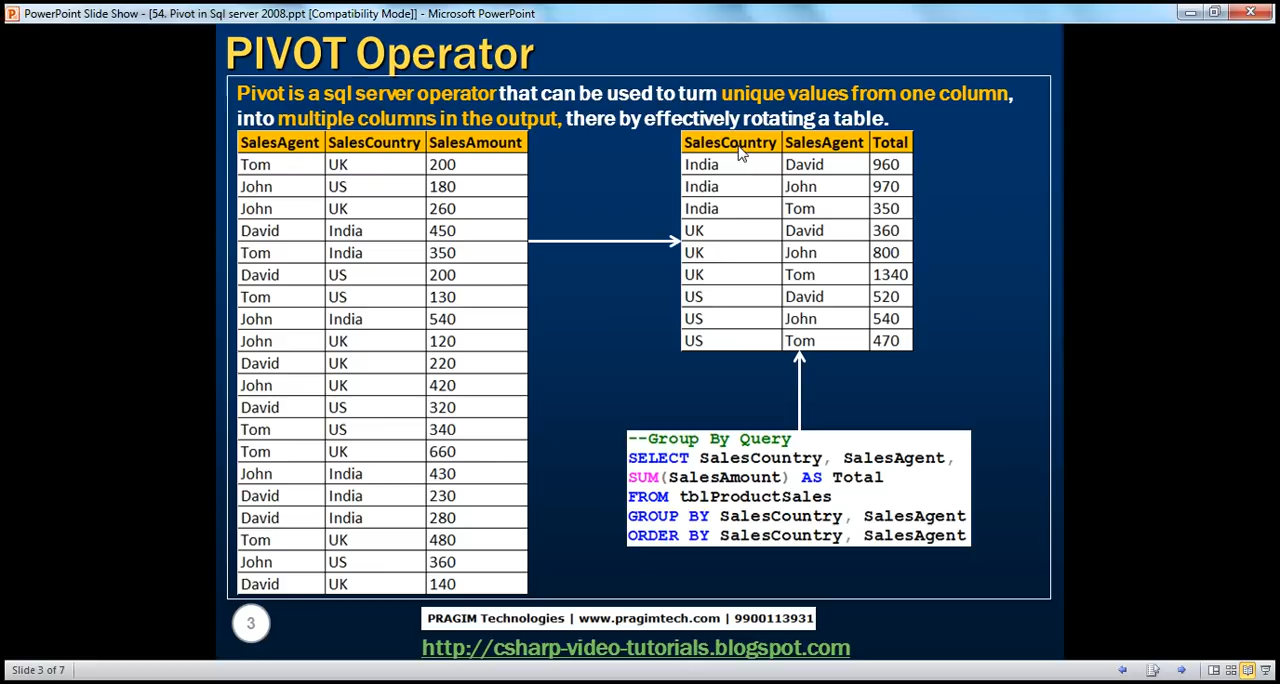 PowerPoint Slide Show - [54. Pivot in Sql server 2008.ppt [Compatibility Mode]] - Microsoft PowerPoint
PIVOT Operator
Pivot is a sql server operator that can be used to turn unique values from one column,
into multiple columns in the output, there by effectively rotating a table.
SalesAgent SalesCountry SalesAmount
Tom UK 200
John US 180
John UK 260
David India 450
Tom India 350
David US 200
Tom US 130
John India 540
John UK 120
David UK 220
John UK 420
David US 320
Tom US 340
Tom UK 660
John India 430
David India 230
David India 280
Tom UK 480
John US 360
David UK 140
SalesCountry SalesAgent Total
India David 960
India John 970
India Tom 350
UK David 360
UK John 800
UK Tom 1340
US David 520
US John 540
US Tom 470
--Group By Query
SELECT SalesCountry, SalesAgent,
SUM(SalesAmount) AS Total
FROM tblProductSales
GROUP BY SalesCountry, SalesAgent
ORDER BY SalesCountry, SalesAgent
3
PRAGIM Technologies | www.pragimtech.com | 9900113931
http://csharp-video-tutorials.blogspot.com
Slide 3 of 7